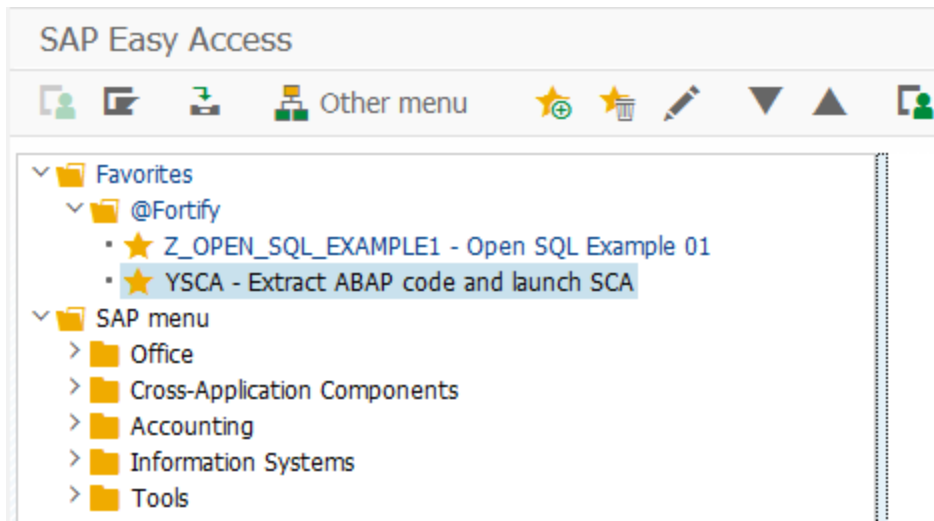 SAP Easy Access
Other menu
Favorites
@Fortify
Z_OPEN_SQL_EXAMPLE1 - Open SQL Example 01
YSCA - Extract ABAP code and launch SCA
SAP menu
Office
Cross-Application Components
Accounting
Information Systems
Tools